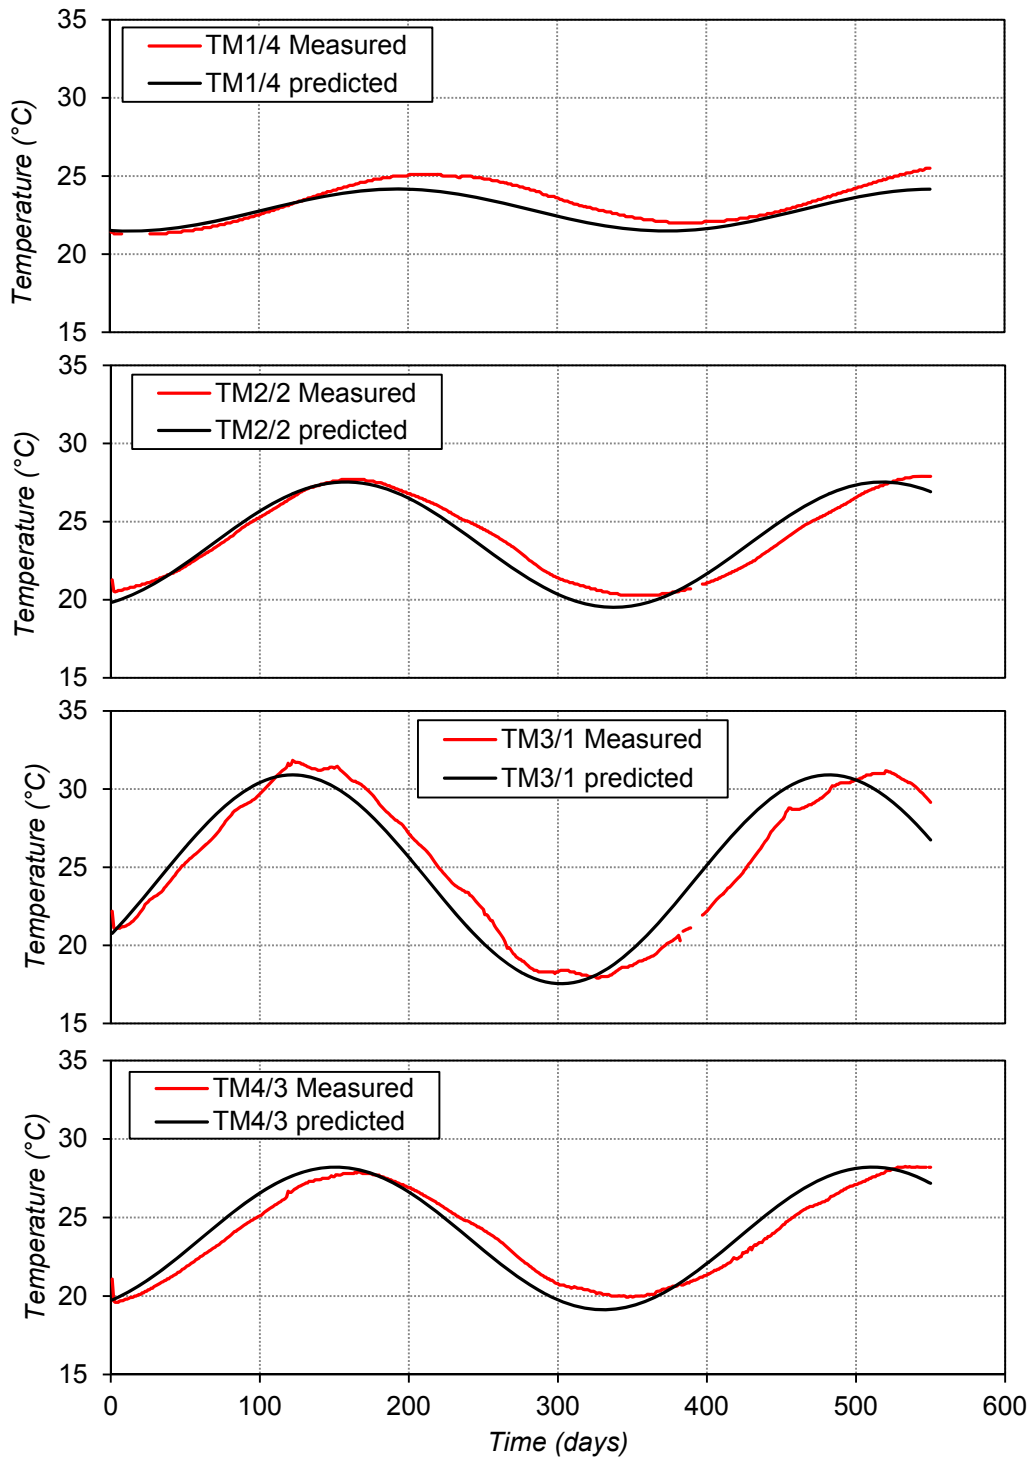 35
TM1/4 Measured
TM1/4 predicted
30
25
20
15
Temperature (°C)
35
TM2/2 Measured
TM2/2 predicted
30
25
20
15
Temperature (°C)
35
TM3/1 Measured
TM3/1 predicted
30
25
20
15
Temperature (°C)
35
TM4/3 Measured
TM4/3 predicted
30
25
20
15
Temperature (°C)
0 100 200 300 400 500 600
Time (days)